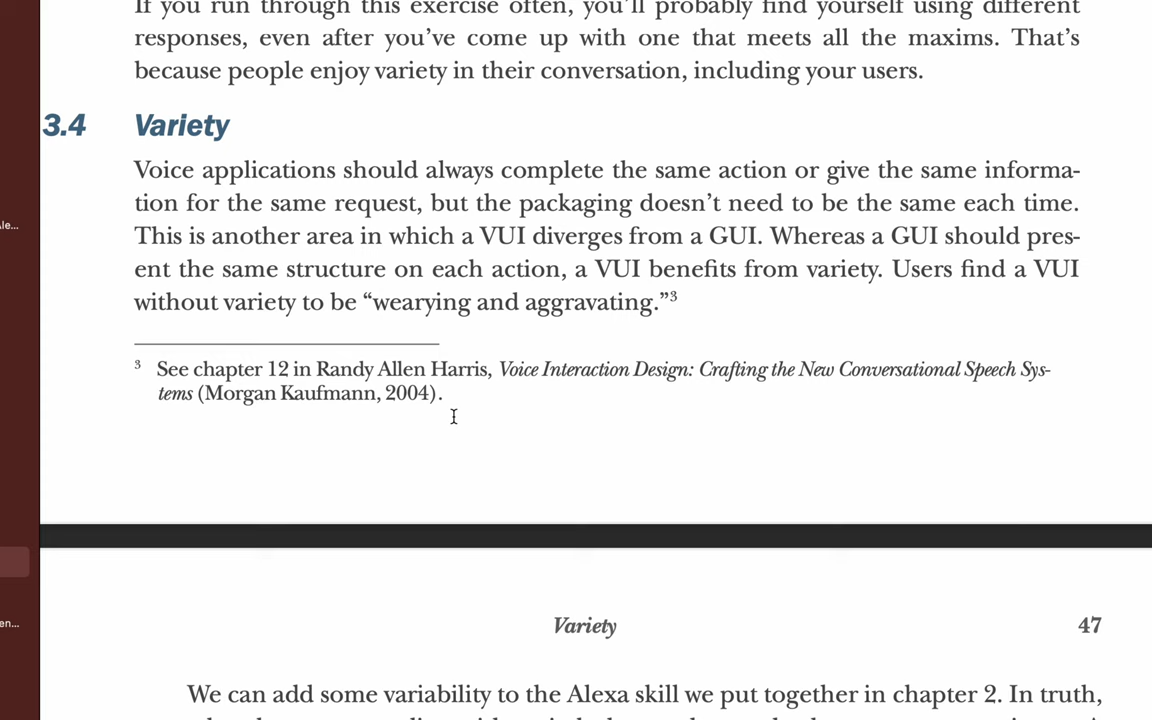 If you run through this exercise often, you'll probably find yourself using different
responses, even after you've come up with one that meets all the maxims. That's
because people enjoy variety in their conversation, including your users.
3.4 Variety
Voice applications should always complete the same action or give the same informa-
tion for the same request, but the packaging doesn't need to be the same each time.
This is another area in which a VUI diverges from a GUI. Whereas a GUI should pres-
ent the same structure on each action, a VUI benefits from variety. Users find a VUI
without variety to be “wearying and aggravating.”3
3 See chapter 12 in Randy Allen Harris, Voice Interaction Design: Crafting the New Conversational Speech Sys-
tems (Morgan Kaufmann, 2004).
Variety 47
We can add some variability to the Alexa skill we put together in chapter 2. In truth,